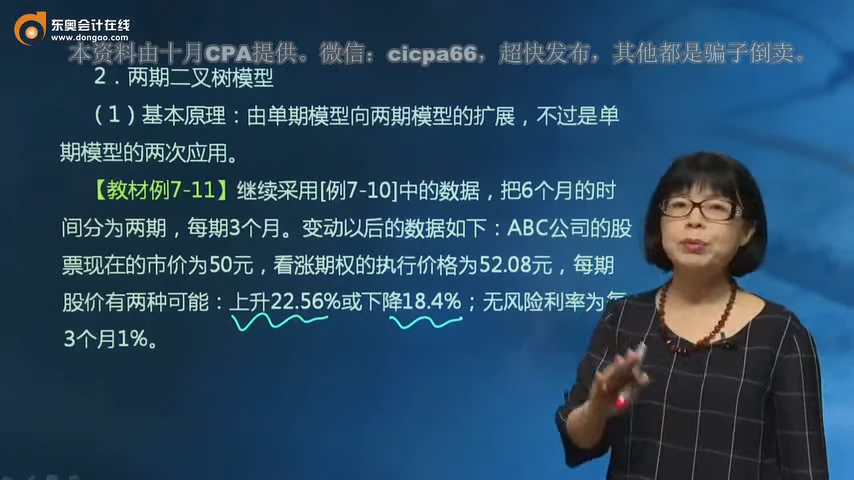 东奥会计在线
www.dongao.com
本资料由十月CPA提供。微信：cicpa66，超快发布，其他都是骗子倒卖。
2．两期二叉树模型
（1）基本原理：由单期模型向两期模型的扩展，不过是单
期模型的两次应用。
【教材例7-11】继续采用[例7-10]中的数据，把6个月的时
间分为两期，每期3个月。变动以后的数据如下：ABC公司的股
票现在的市价为50元，看涨期权的执行价格为52.08元，每期
股价有两种可能：上升22.56%或下降18.4%；无风险利率为每
3个月1%。